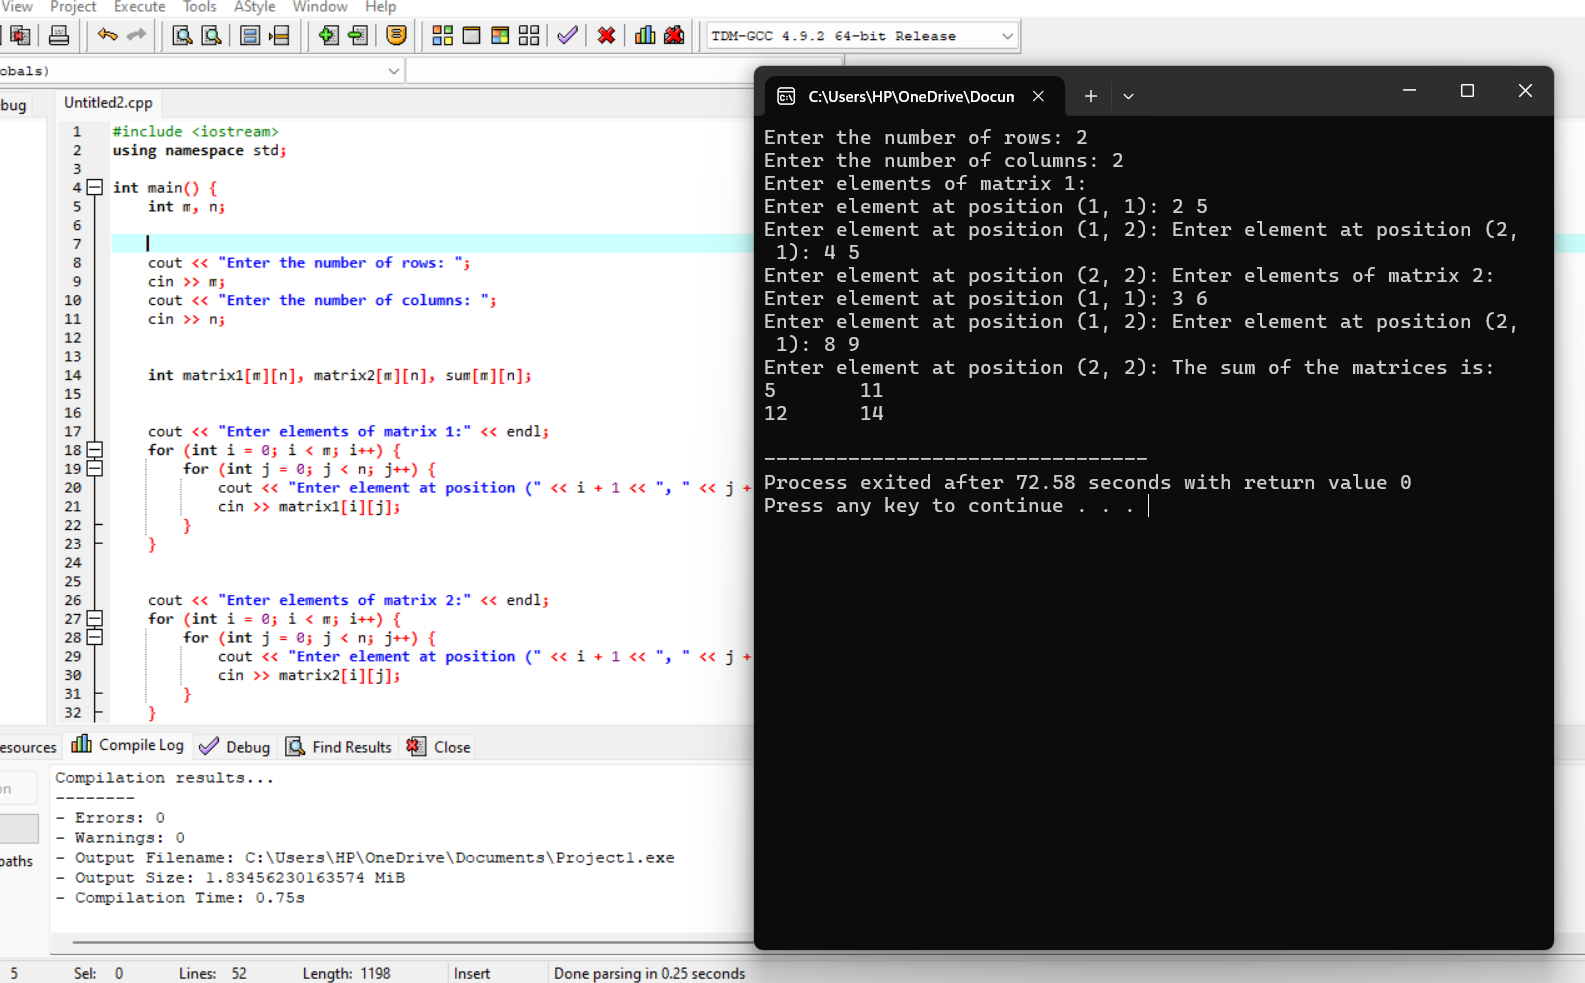 View Project Execute Tools AStyle Window Help
TDM-GCC 4.9.2 64-bit Release
obals)
ebug
Untitled2.cpp
1 #include <iostream>
2 using namespace std;
3
4 int main() {
5 int m, n;
6
7
8 cout << "Enter the number of rows: ";
9 cin >> m;
10 cout << "Enter the number of columns: ";
11 cin >> n;
12
13
14 int matrix1[m][n], matrix2[m][n], sum[m][n];
15
16
17 cout << "Enter elements of matrix 1:" << endl;
18 for (int i = 0; i < m; i++) {
19 for (int j = 0; j < n; j++) {
20 cout << "Enter element at position (" << i + 1 << ", " << j +
21 cin >> matrix1[i][j];
22 }
23 }
24
25
26 cout << "Enter elements of matrix 2:" << endl;
27 for (int i = 0; i < m; i++) {
28 for (int j = 0; j < n; j++) {
29 cout << "Enter element at position (" << i + 1 << ", " << j +
30 cin >> matrix2[i][j];
31 }
32 }
C:\Users\HP\OneDrive\Docun
Enter the number of rows: 2
Enter the number of columns: 2
Enter elements of matrix 1:
Enter element at position (1, 1): 2 5
Enter element at position (1, 2): Enter element at position (2,
1): 4 5
Enter element at position (2, 2): Enter elements of matrix 2:
Enter element at position (1, 1): 3 6
Enter element at position (1, 2): Enter element at position (2,
1): 8 9
Enter element at position (2, 2): The sum of the matrices is:
5 11
12 14
--------------------------------
Process exited after 72.58 seconds with return value 0
Press any key to continue . . .
esources Compile Log Debug Find Results Close
on
paths
Compilation results...
--------
- Errors: 0
- Warnings: 0
- Output Filename: C:\Users\HP\OneDrive\Documents\Project1.exe
- Output Size: 1.83456230163574 MiB
- Compilation Time: 0.75s
5 Sel: 0 Lines: 52 Length: 1198 Insert Done parsing in 0.25 seconds